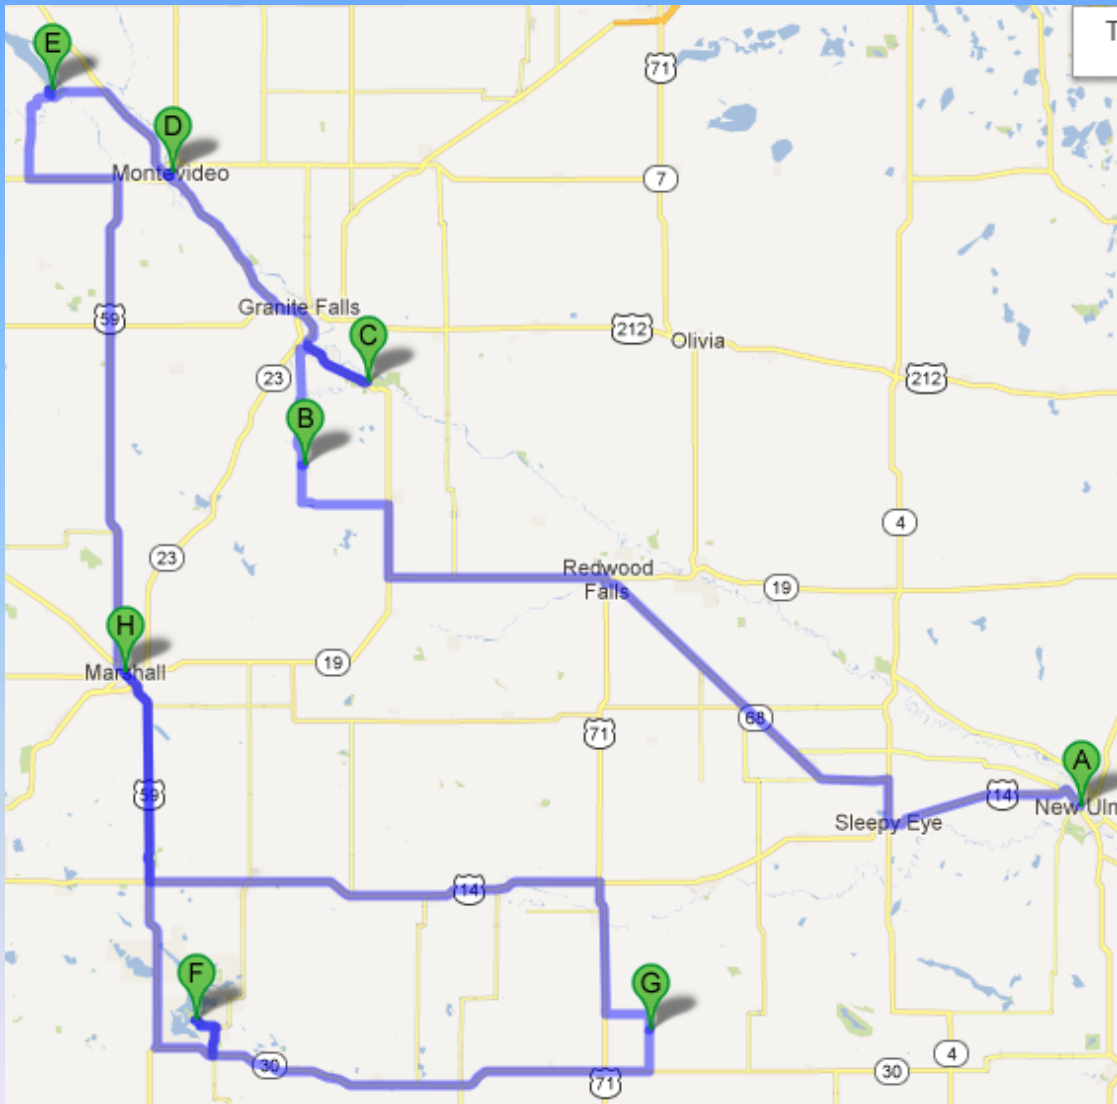 T
E
71
D
Montevideo
7
Granite Falls
59
C
212
Olivia
23
212
B
4
23
Redwood
Falls
19
H
19
Marshall
68
71
A
59
14
New Ulm
Sleepy Eye
14
F
G
4
30
30
71